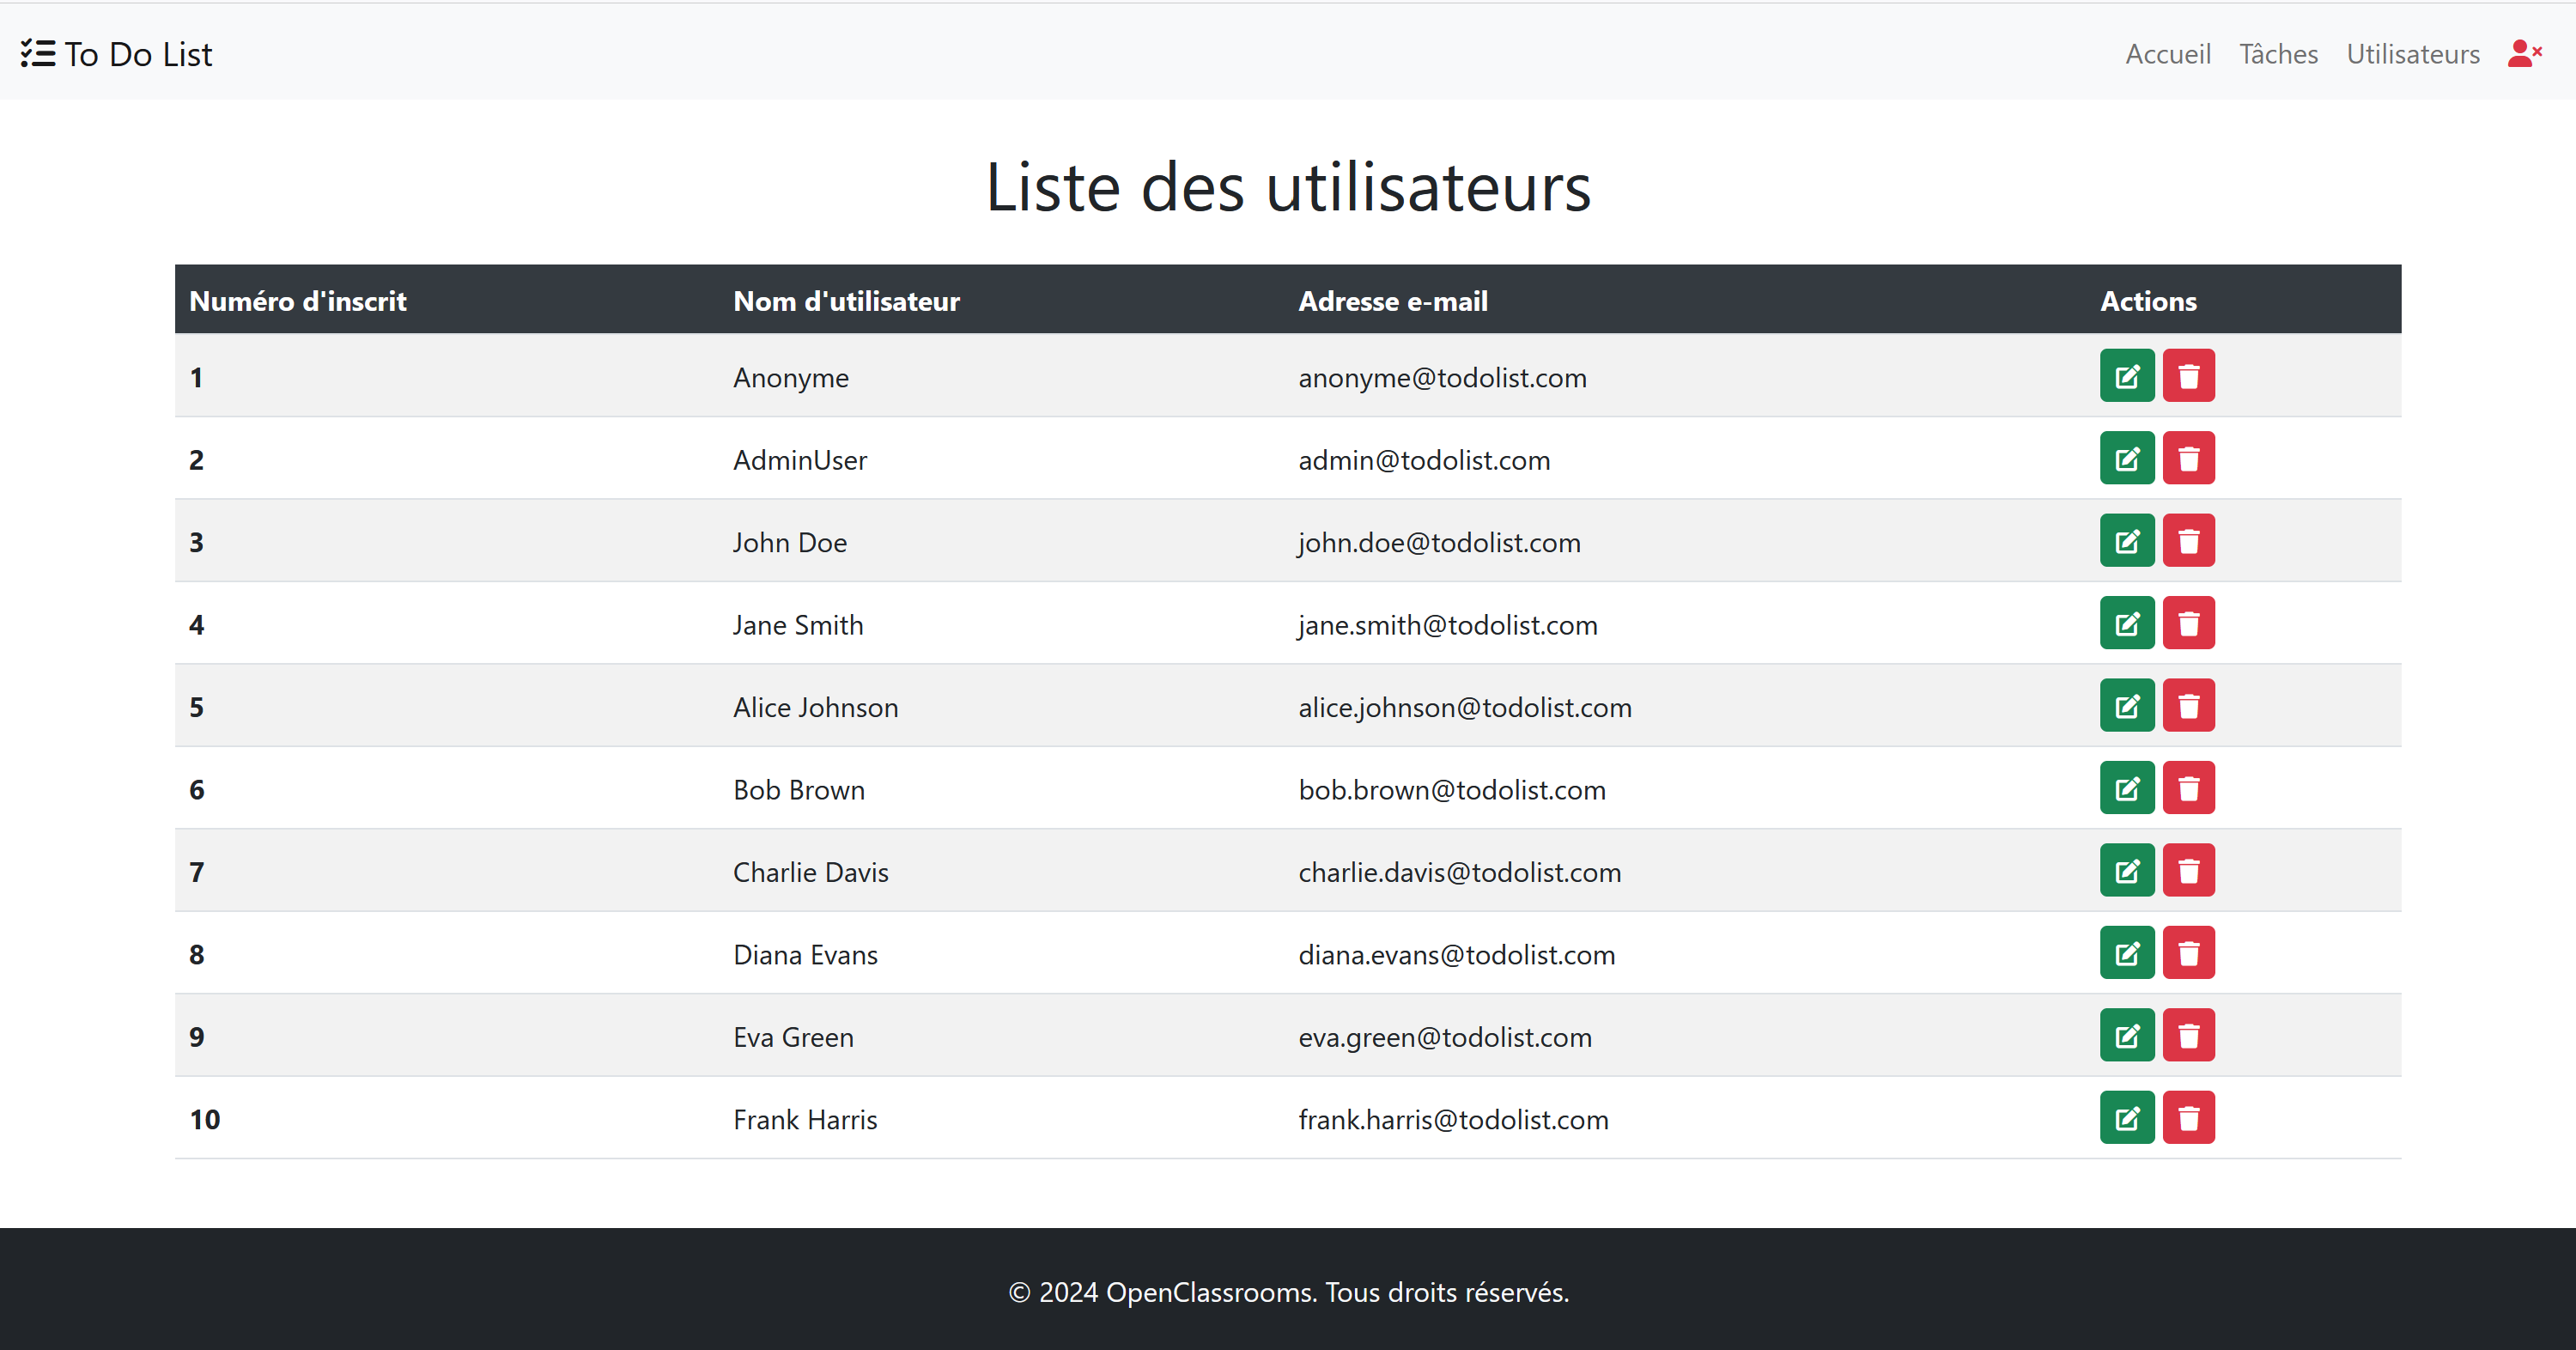 To Do List Accueil Tâches Utilisateurs
Liste des utilisateurs
Numéro d'inscrit Nom d'utilisateur Adresse e-mail Actions
1 Anonyme anonyme@todolist.com
2 AdminUser admin@todolist.com
3 John Doe john.doe@todolist.com
4 Jane Smith jane.smith@todolist.com
5 Alice Johnson alice.johnson@todolist.com
6 Bob Brown bob.brown@todolist.com
7 Charlie Davis charlie.davis@todolist.com
8 Diana Evans diana.evans@todolist.com
9 Eva Green eva.green@todolist.com
10 Frank Harris frank.harris@todolist.com
© 2024 OpenClassrooms. Tous droits réservés.